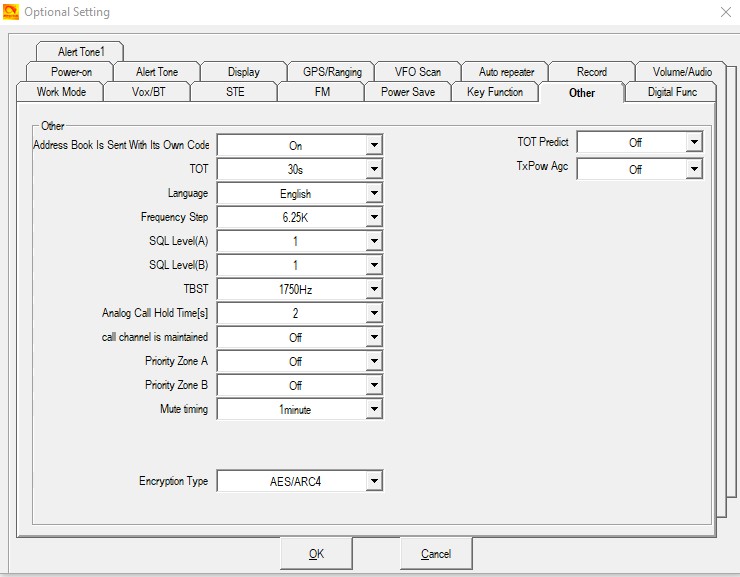 Optional Setting
Alert Tone1
Power-on Alert Tone Display GPS/Ranging VFO Scan Auto repeater Record Volume/Audio
Work Mode Vox/BT STE FM Power Save Key Function Other Digital Func
Other
Address Book Is Sent With Its Own Code On
TOT 30s
Language English
Frequency Step 6.25K
SQL Level(A) 1
SQL Level(B) 1
TBST 1750Hz
Analog Call Hold Time[s] 2
call channel is maintained Off
Priority Zone A Off
Priority Zone B Off
Mute timing 1minute
Encryption Type AES/ARC4
TOT Predict Off
TxPow Agc Off
OK Cancel